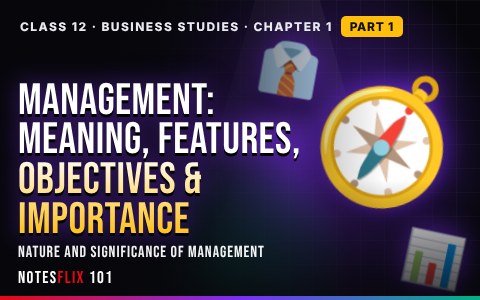 CLASS 12 · BUSINESS STUDIES · CHAPTER 1 PART 1
MANAGEMENT:
MEANING, FEATURES,
OBJECTIVES &
IMPORTANCE
NATURE AND SIGNIFICANCE OF MANAGEMENT
NOTESFLIX 101